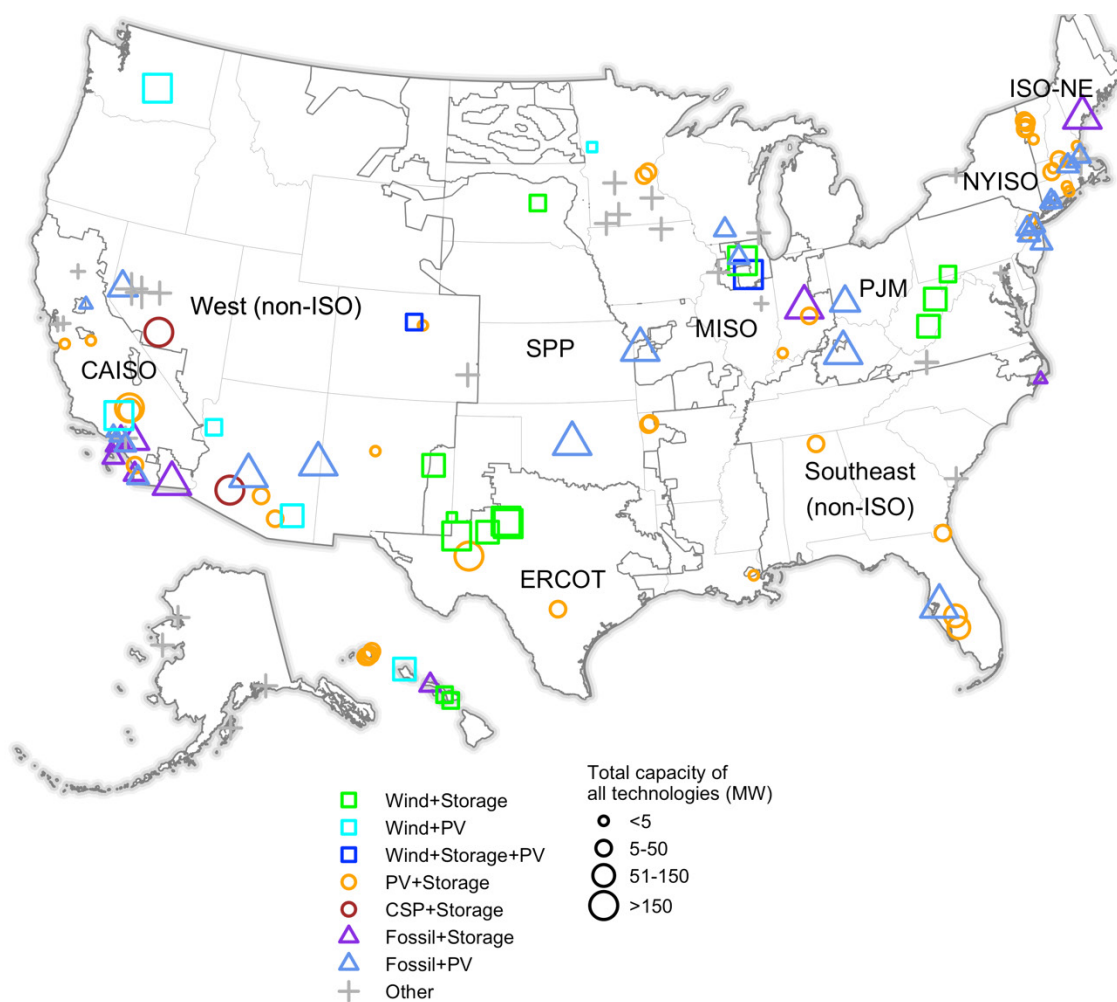 ISO-NE
NYISO
PJM
West (non-ISO)
MISO
SPP
CAISO
Southeast
(non-ISO)
ERCOT
Total capacity of
all technologies (MW)
<5
5-50
51-150
>150
Wind+Storage
Wind+PV
Wind+Storage+PV
PV+Storage
CSP+Storage
Fossil+Storage
Fossil+PV
Other